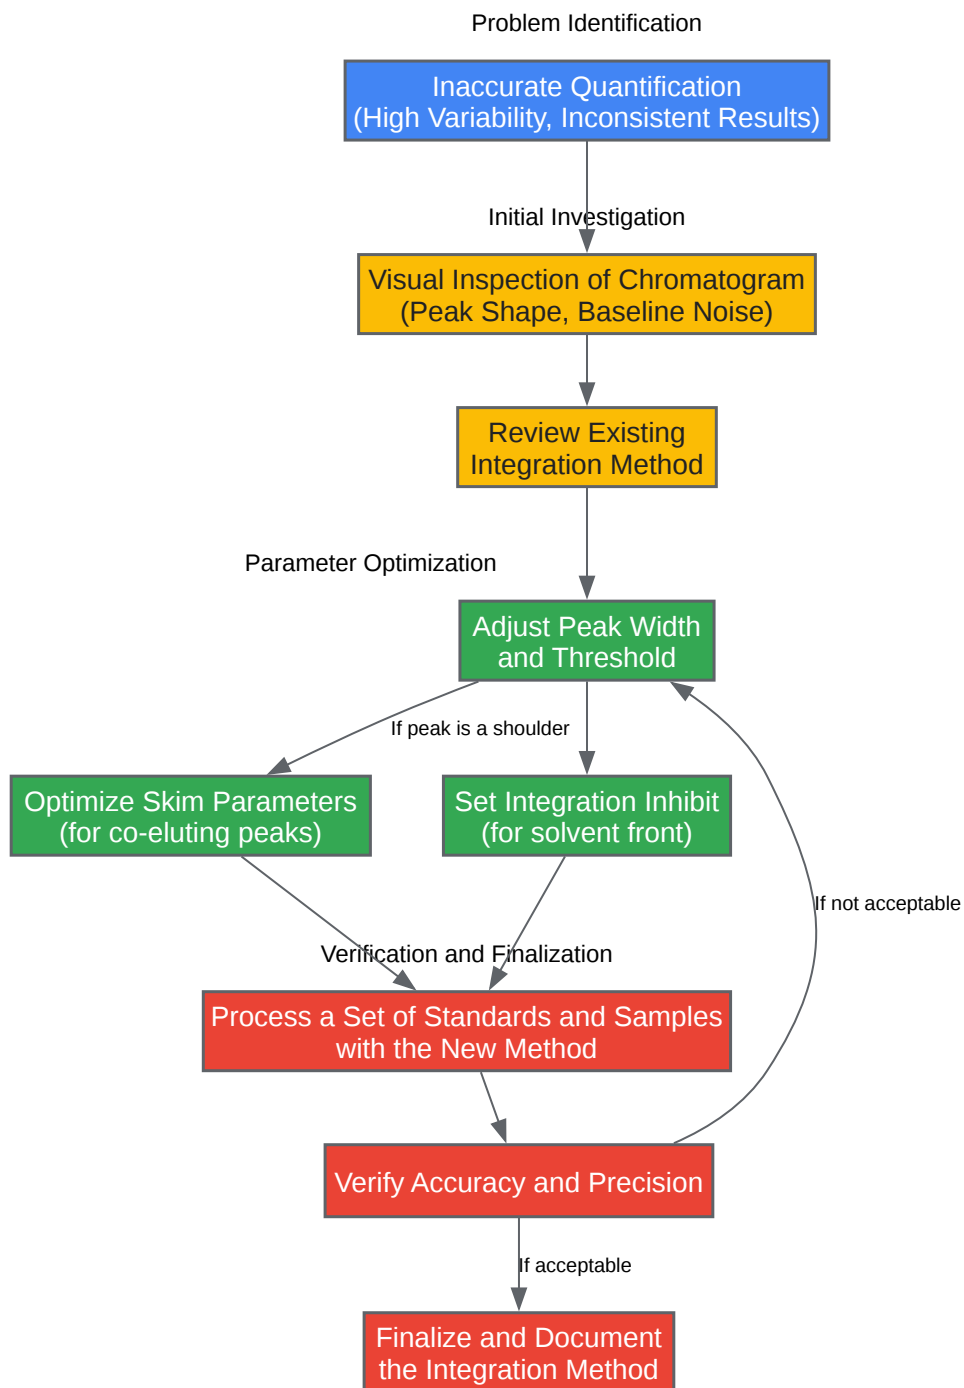 Problem Identification
Inaccurate Quantification
(High Variability, Inconsistent Results)
Initial Investigation
Visual Inspection of Chromatogram
(Peak Shape, Baseline Noise)
Review Existing
Integration Method
Parameter Optimization
Adjust Peak Width
and Threshold
If peak is a shoulder
Optimize Skim Parameters
(for co-eluting peaks)
Set Integration Inhibit
(for solvent front)
If not acceptable
Verification and Finalization
Process a Set of Standards and Samples
with the New Method
Verify Accuracy and Precision
If acceptable
Finalize and Document
the Integration Method